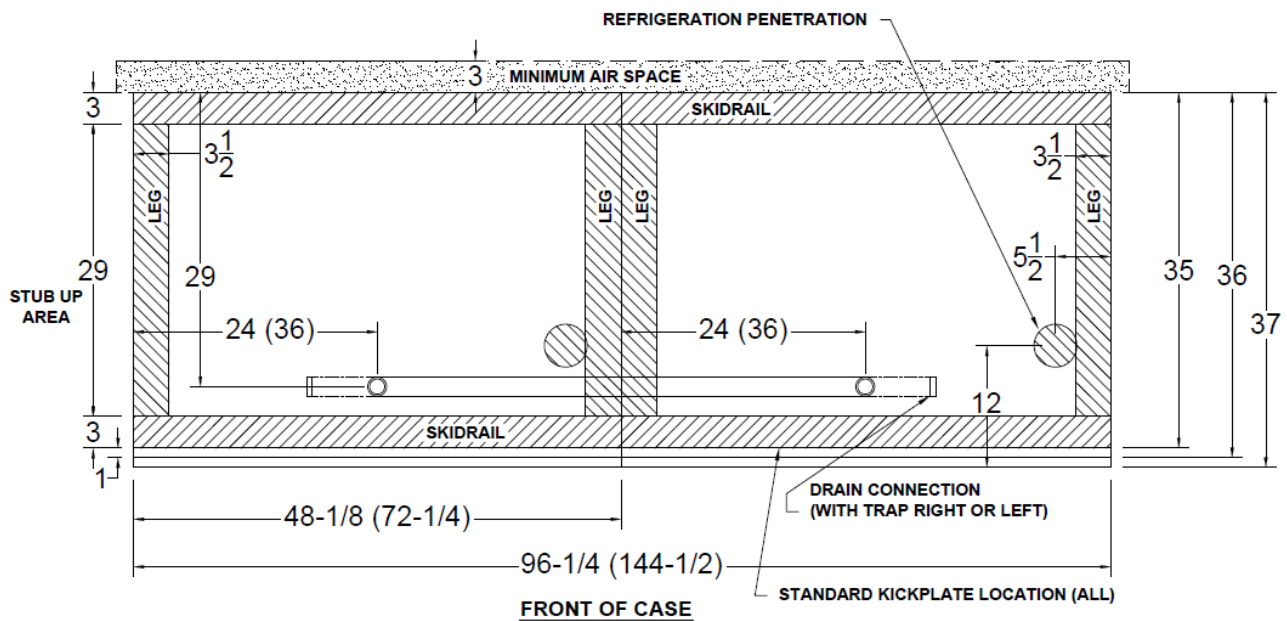 REFRIGERATION PENETRATION
3
MINIMUM AIR SPACE
3
SKIDRAIL
3 1/2
3 1/2
LEG
LEG
LEG
LEG
5 1/2
29
29
35
36
37
STUB UP
AREA
24 (36)
24 (36)
12
3
SKIDRAIL
1
DRAIN CONNECTION
(WITH TRAP RIGHT OR LEFT)
48-1/8 (72-1/4)
96-1/4 (144-1/2)
STANDARD KICKPLATE LOCATION (ALL)
FRONT OF CASE